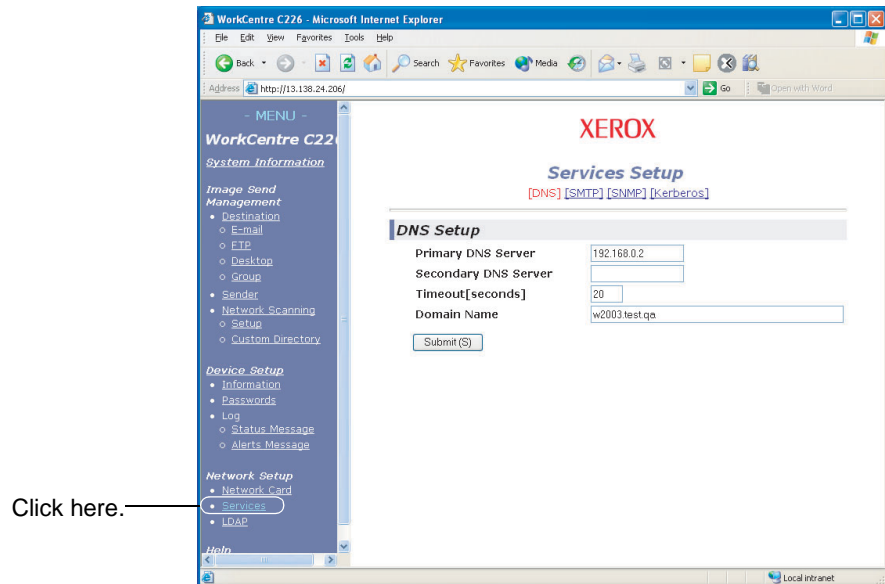 WorkCentre C226 - Microsoft Internet Explorer
File Edit View Favorites Tools Help
Back Search Favorites Media
Address http://13.138.24.206/ Go Open with Word
- MENU -
WorkCentre C22
System Information
Image Send
Management
• Destination
o E-mail
o FTP
o Desktop
o Group
• Sender
• Network Scanning
o Setup
o Custom Directory
Device Setup
• Information
• Passwords
• Log
o Status Message
o Alerts Message
Network Setup
• Network Card
• Services
• LDAP
Help
XEROX
Services Setup
[DNS] [SMTP] [SNMP] [Kerberos]
DNS Setup
Primary DNS Server 192.168.0.2
Secondary DNS Server
Timeout[seconds] 20
Domain Name w2003.test.qa
Submit (S)
Click here.
Local intranet